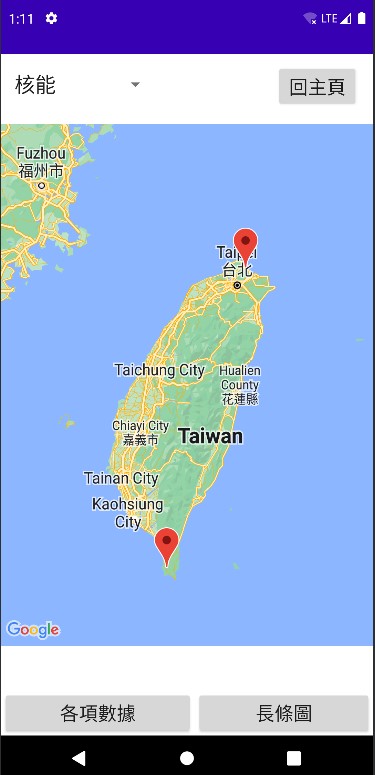 1:11
LTE
核能
回主頁
Fuzhou
福州市
Taipei
台北
Taichung City
Hualien
County
花蓮縣
Chiayi City
嘉義市
Taiwan
Tainan City
Kaohsiung
City
Google
各項數據
長條圖